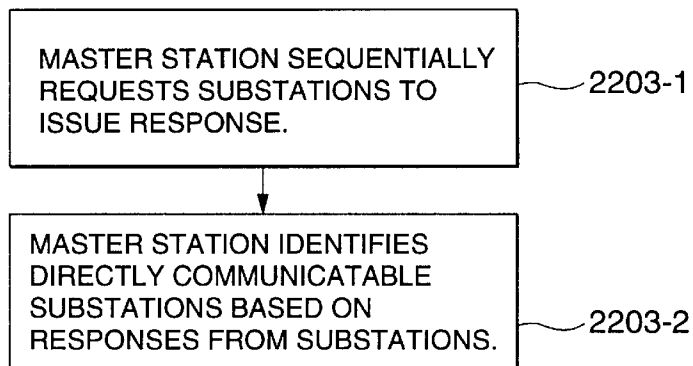 MASTER STATION SEQUENTIALLY
REQUESTS SUBSTATIONS TO
ISSUE RESPONSE.
2203-1
MASTER STATION IDENTIFIES
DIRECTLY COMMUNICATABLE
SUBSTATIONS BASED ON
RESPONSES FROM SUBSTATIONS.
2203-2